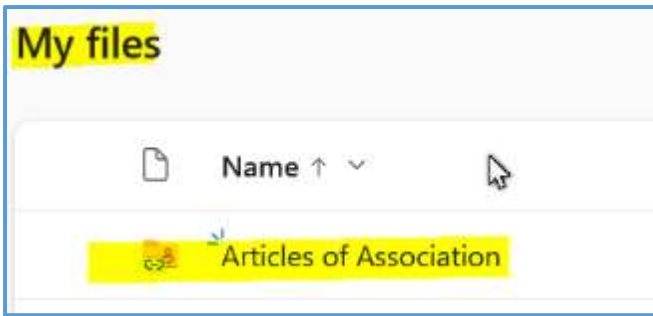 My files
Name ↑
Articles of Association